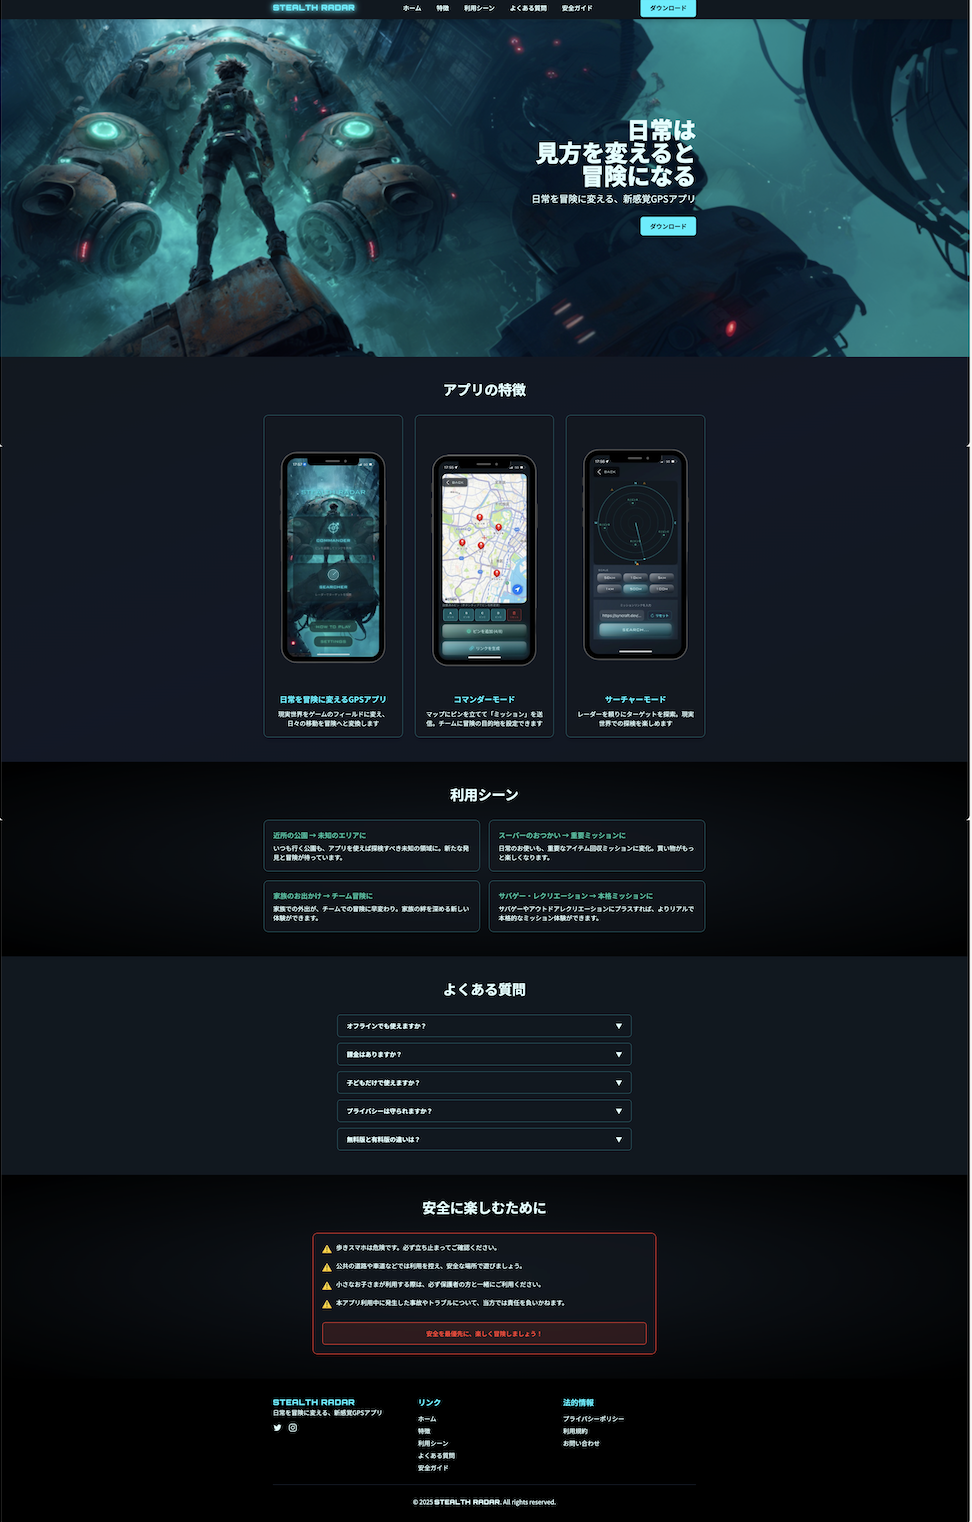 STEALTH RADAR
ホーム 特徴 利用シーン よくある質問 安全ガイド
ダウンロード
日常は
見方を変えると
冒険になる
日常を冒険に変える、新感覚GPSアプリ
ダウンロード
アプリの特徴
STEALTH RADAR
COMMANDER
SEARCHER
HOW TO PLAY
SETTINGS
日常を冒険に変えるGPSアプリ
現実世界をゲームのフィールドに変え、
日々の移動を冒険へと変換します
17:55
BACK
リンクを生成
コマンダーモード
マップにピンを立てて「ミッション」を送
信。チームに冒険の目的地を設定できます
BACK
リセット
SEARCH...
サーチャーモード
レーダーを頼りにターゲットを探索。現実
世界での探検を楽しめます
利用シーン
近所の公園 → 未知のエリアに
いつも行く公園も、アプリを使えば探検すべき未知の領域に。新たな発
見と冒険が待っています。
スーパーのおつかい → 重要ミッションに
日常のお使いも、重要なアイテム回収ミッションに変化。買い物がもっ
と楽しくなります。
家族のお出かけ → チーム冒険に
家族での外出が、チームでの冒険に早変わり。家族の絆を深める新しい
体験ができます。
サバゲー・レクリエーション → 本格ミッションに
サバゲーやアウトドアレクリエーションにプラスすれば、よりリアルで
本格的なミッション体験ができます。
よくある質問
オフラインでも使えますか？
課金はありますか？
子どもだけで使えますか？
プライバシーは守られますか？
無料版と有料版の違いは？
安全に楽しむために
歩きスマホは危険です。必ず立ち止まってご確認ください。
公共の道路や車道などでは利用を控え、安全な場所で遊びましょう。
小さなお子さまが利用する際は、必ず保護者の方と一緒にご利用ください。
本アプリ利用中に発生した事故やトラブルについて、当方では責任を負いかねます。
安全を最優先に、楽しく冒険しましょう！
STEALTH RADAR
日常を冒険に変える、新感覚GPSアプリ
リンク
ホーム
特徴
利用シーン
よくある質問
安全ガイド
法的情報
プライバシーポリシー
利用規約
お問い合わせ
© 2025 STEALTH RADAR. All rights reserved.